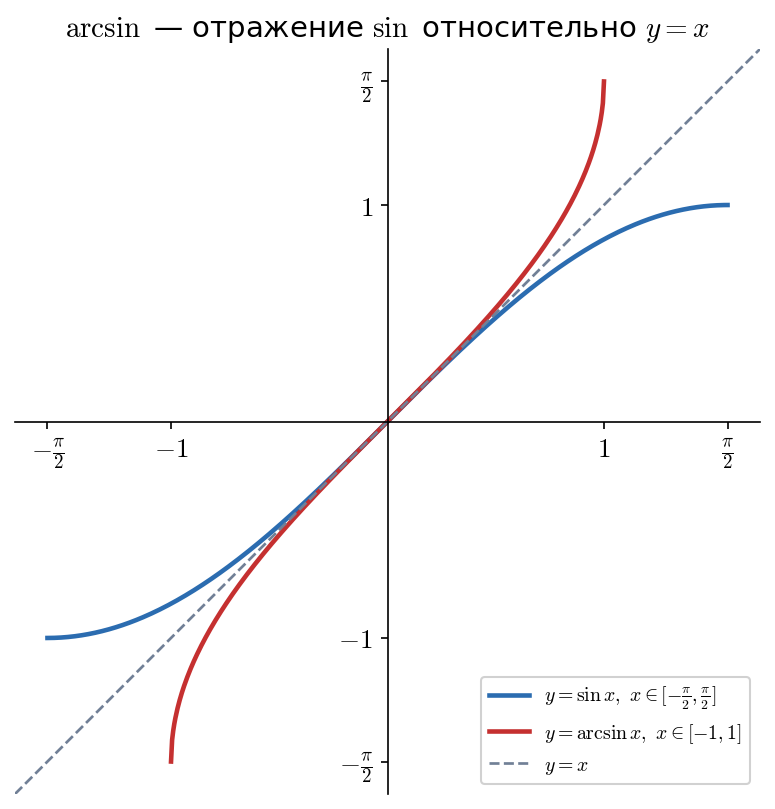 arcsin — отражение sin относительно y = x
π/2
1
−π/2 −1 1 π/2
−1
−π/2
y = sin x, x ∈ [−π/2, π/2]
y = arcsin x, x ∈ [−1, 1]
y = x